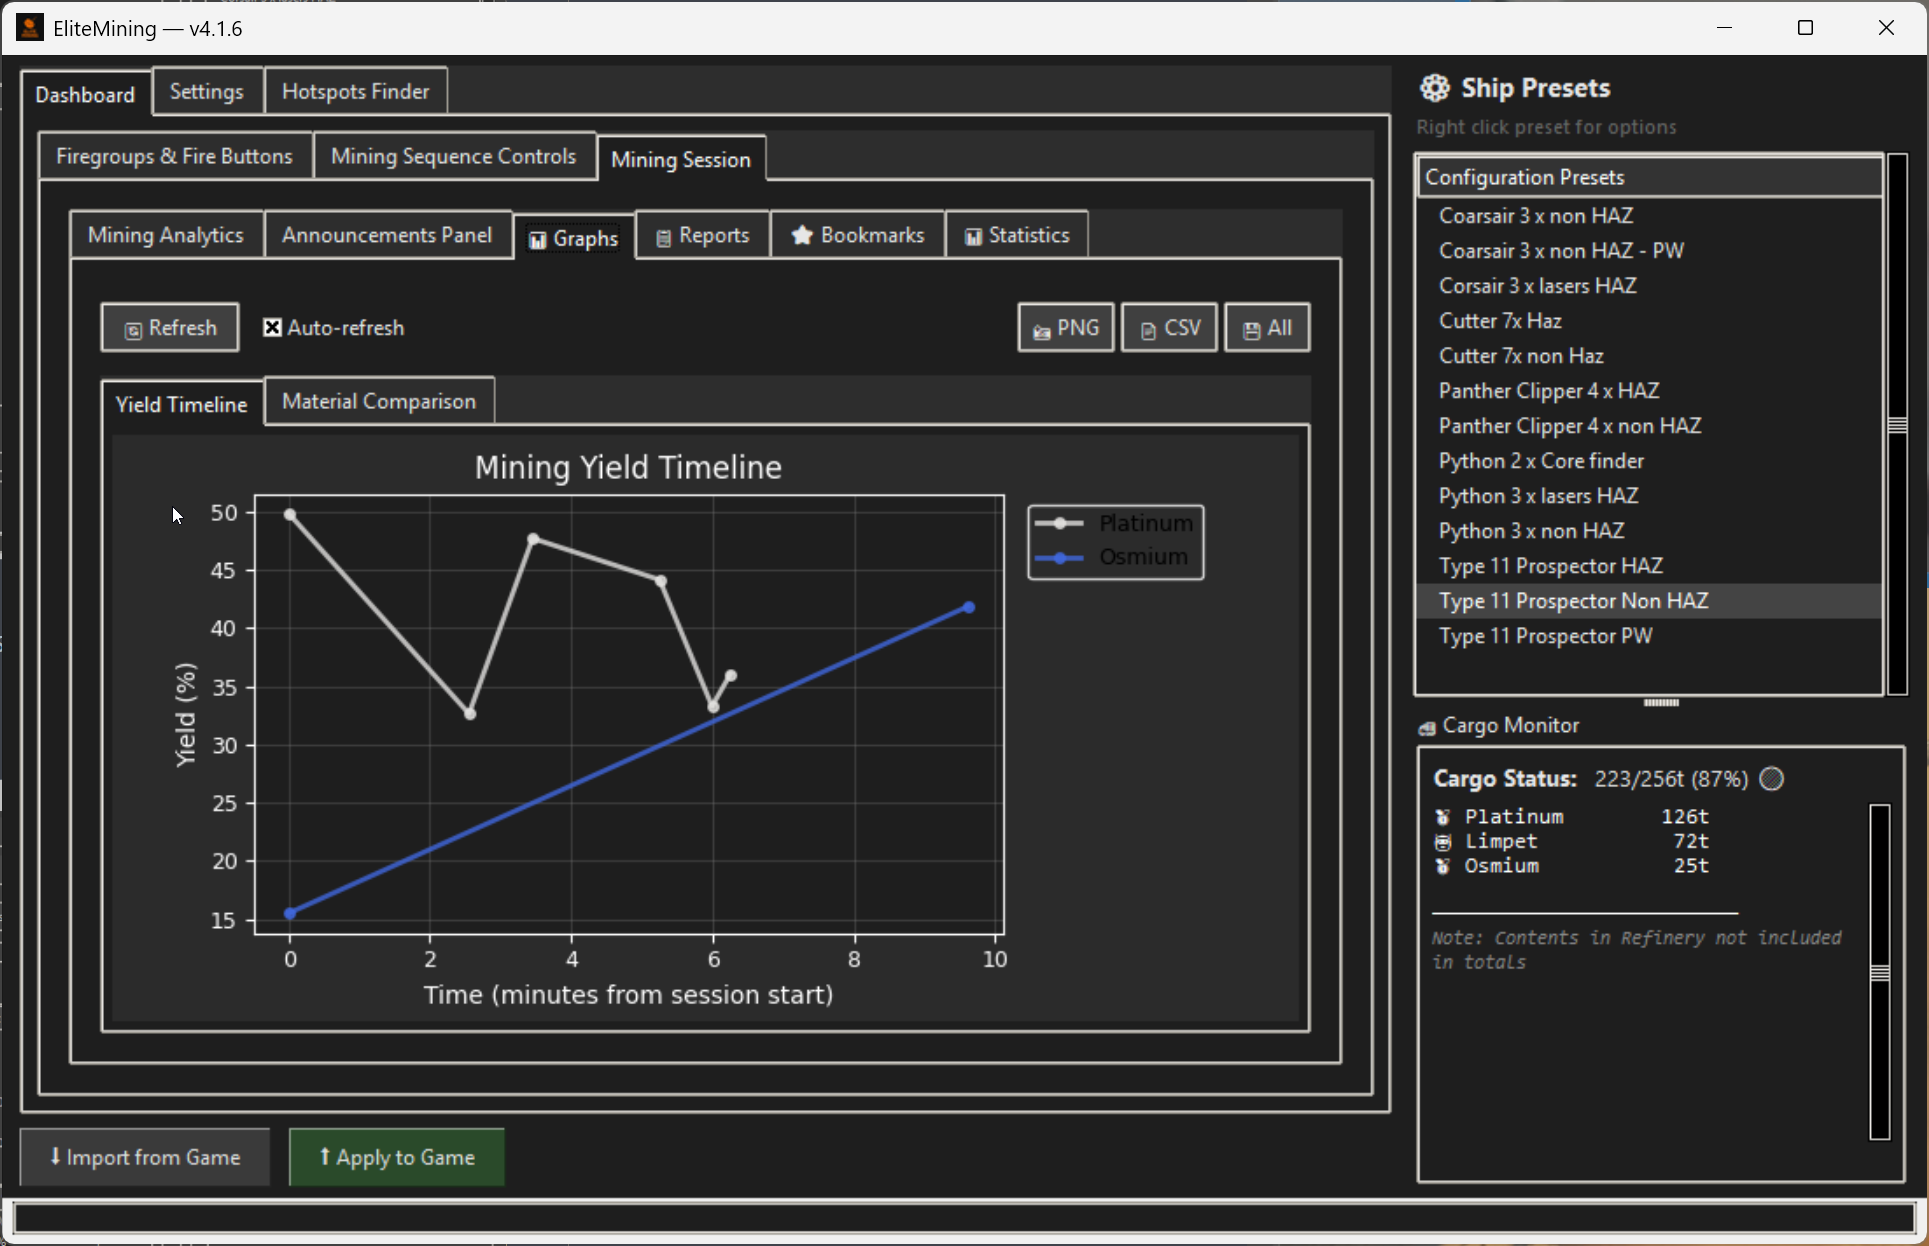 EliteMining — v4.1.6
Dashboard
Settings
Hotspots Finder
Firegroups & Fire Buttons
Mining Sequence Controls
Mining Session
Mining Analytics
Announcements Panel
Graphs
Reports
Bookmarks
Statistics
Refresh
Auto-refresh
PNG
CSV
All
Yield Timeline
Material Comparison
Mining Yield Timeline
Yield (%)
50
45
40
35
30
25
20
15
0
2
4
6
8
10
Time (minutes from session start)
Platinum
Osmium
Import from Game
Apply to Game
Ship Presets
Right click preset for options
Configuration Presets
Coarsair 3 x non HAZ
Coarsair 3 x non HAZ - PW
Corsair 3 x lasers HAZ
Cutter 7x Haz
Cutter 7x non Haz
Panther Clipper 4 x HAZ
Panther Clipper 4 x non HAZ
Python 2 x Core finder
Python 3 x lasers HAZ
Python 3 x non HAZ
Type 11 Prospector HAZ
Type 11 Prospector Non HAZ
Type 11 Prospector PW
Cargo Monitor
Cargo Status: 223/256t (87%)
Platinum 126t
Limpet 72t
Osmium 25t
Note: Contents in Refinery not included
in totals